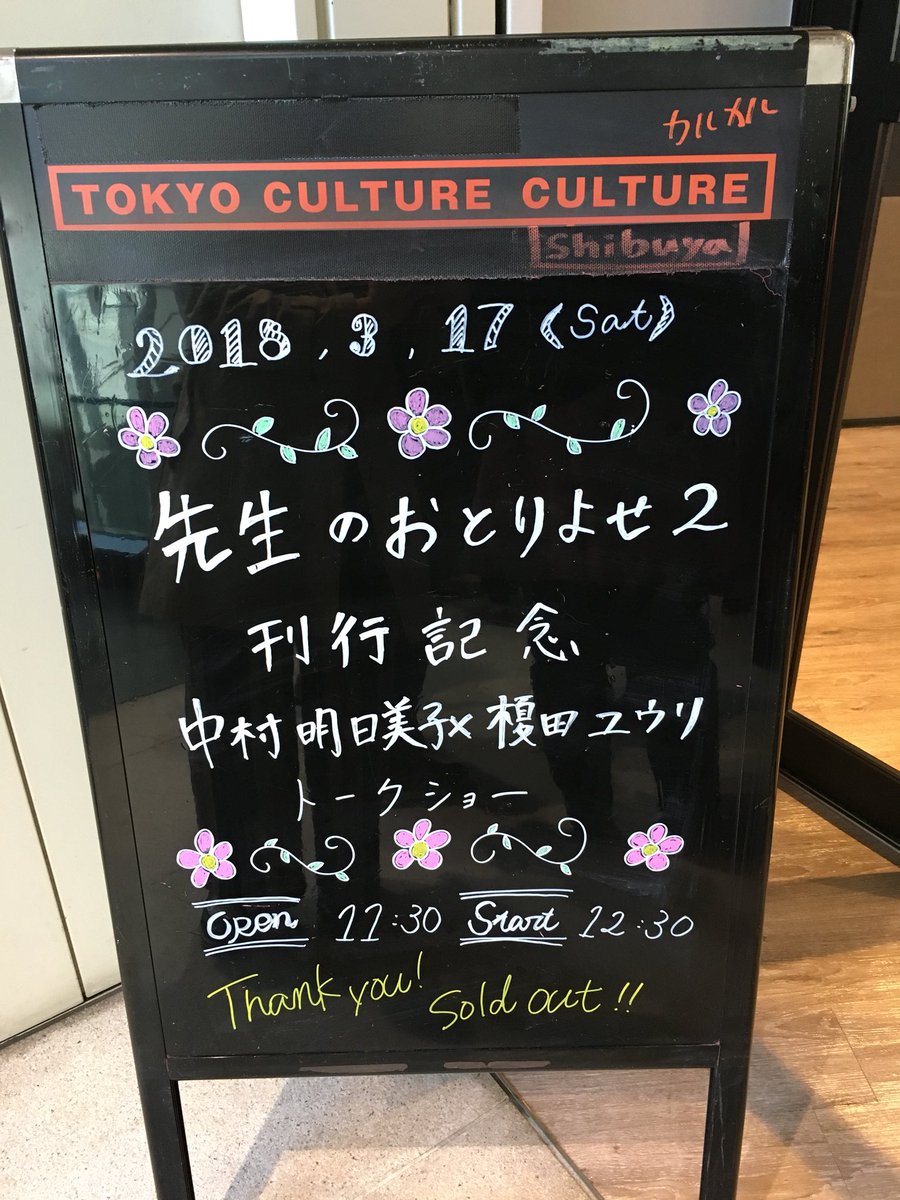 カルカル
TOKYO CULTURE CULTURE
Shibuya
2018.3.17《Sat》
先生のおとりよせ2
刊行記念
中村明日美子×榎田ユウリ
トークショー
Open 11:30 Start 12:30
Thank you! Sold out!!